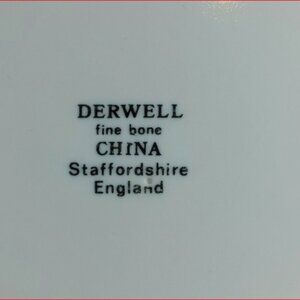 DERWELL
fine bone
CHINA
Staffordshire
England